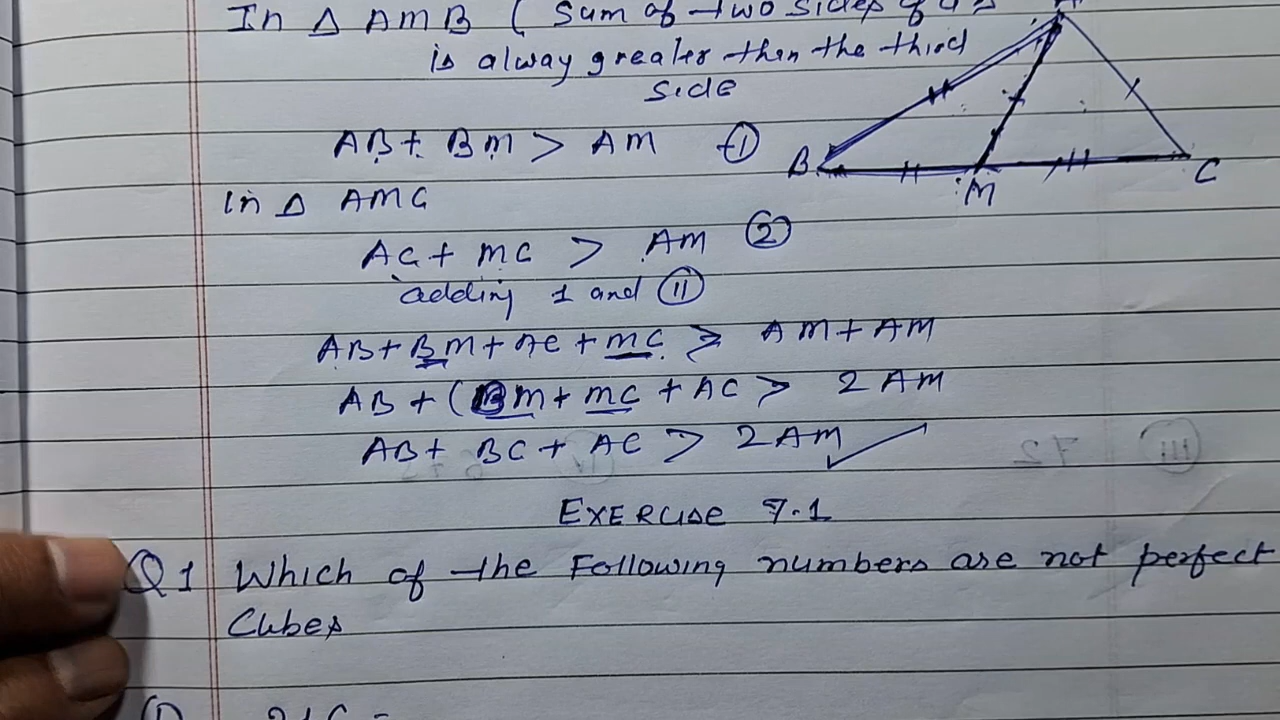 In Δ AMB ( Sum of two sides of a Δ
is alway greater then the third
side
AB + BM > AM ①
In Δ AMC
AC + MC > AM ②
adding 1 and ⑪
AB + BM + AC + MC > AM + AM
AB + (BM + MC + AC > 2 AM
AB + BC + AC > 2 AM
B
M
C
EXERCISE 7.1
Q1 Which of the Following numbers are not perfect
Cubes
(i) 216 =